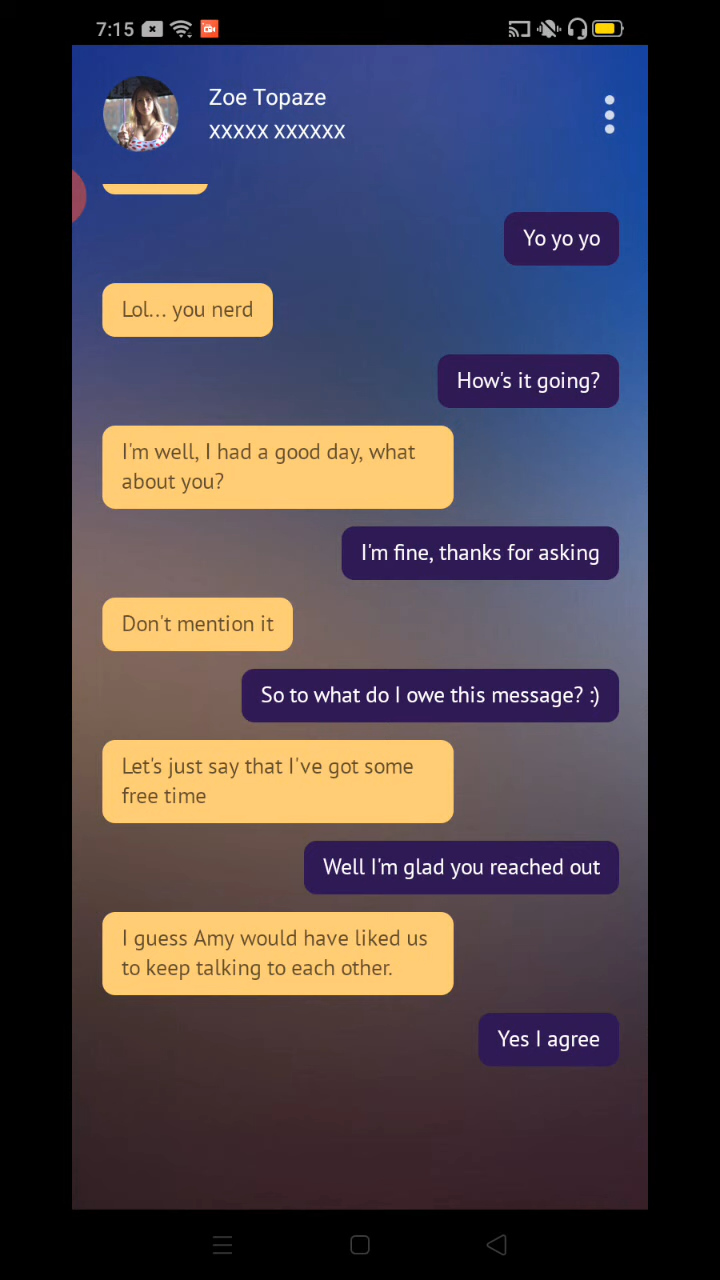 7:15
Zoe Topaze
XXXXX XXXXXX
Yo yo yo
Lol... you nerd
How's it going?
I'm well, I had a good day, what
about you?
I'm fine, thanks for asking
Don't mention it
So to what do I owe this message? :)
Let's just say that I've got some
free time
Well I'm glad you reached out
I guess Amy would have liked us
to keep talking to each other.
Yes I agree